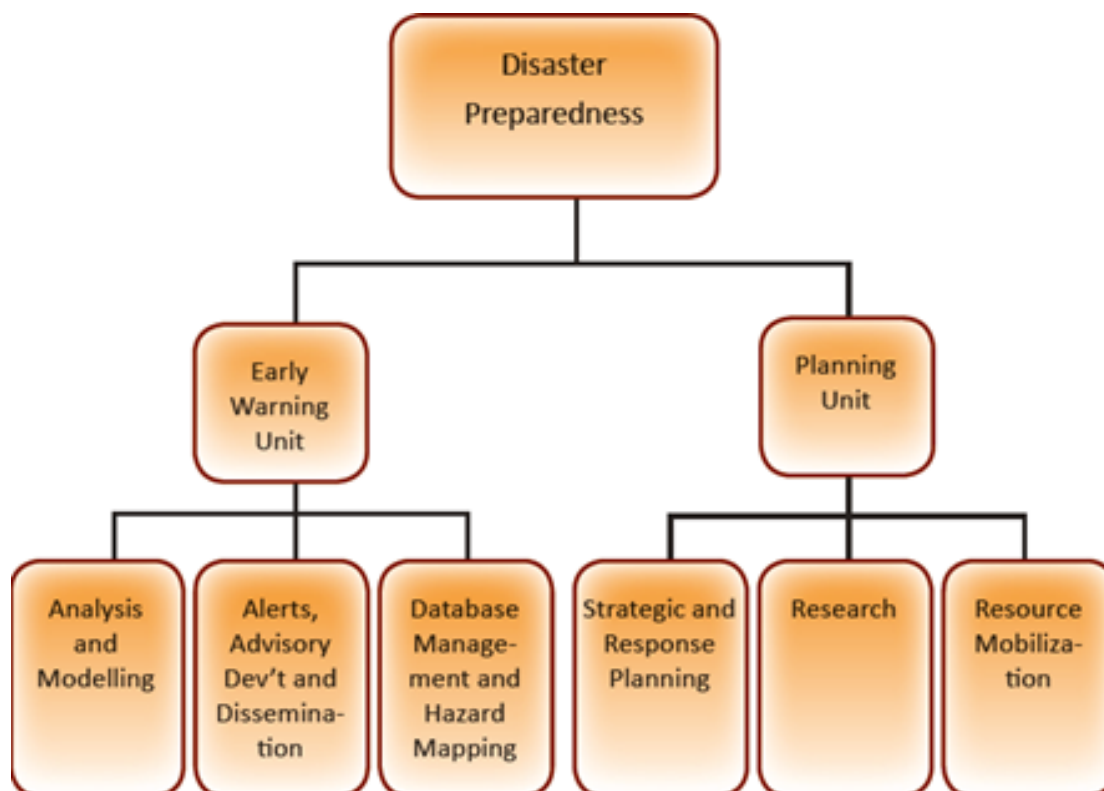 Disaster
Preparedness
Early
Warning
Unit
Planning
Unit
Analysis
and
Modelling
Alerts,
Advisory
Dev't and
Dissemina-
tion
Database
Manage-
ment and
Hazard
Mapping
Strategic and
Response
Planning
Research
Resource
Mobiliza-
tion